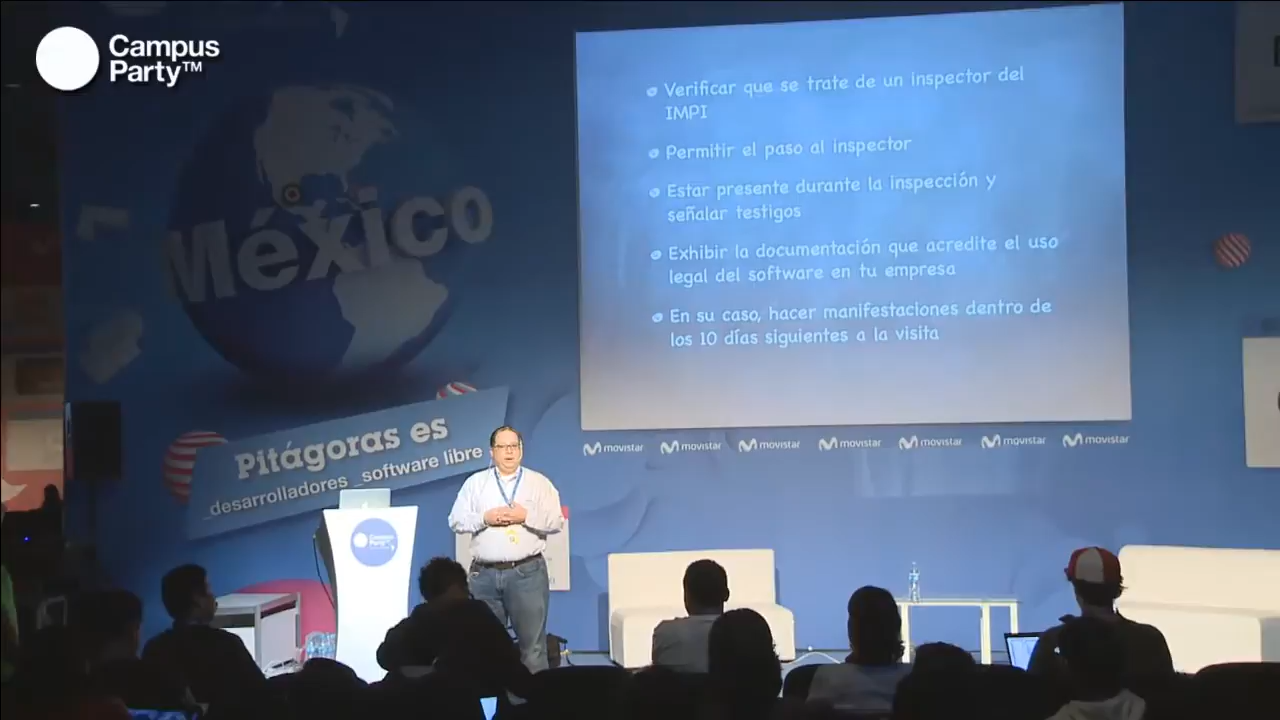 Campus
Party™
México
Pitágoras es
_desarrolladores _software libre
Verificar que se trate de un inspector del
IMPI
Permitir el paso al inspector
Estar presente durante la inspección y
señalar testigos
Exhibir la documentación que acredite el uso
legal del software en tu empresa
En su caso, hacer manifestaciones dentro de
los 10 días siguientes a la visita
movistar movistar movistar movistar movistar movistar movistar
Campus
Party™